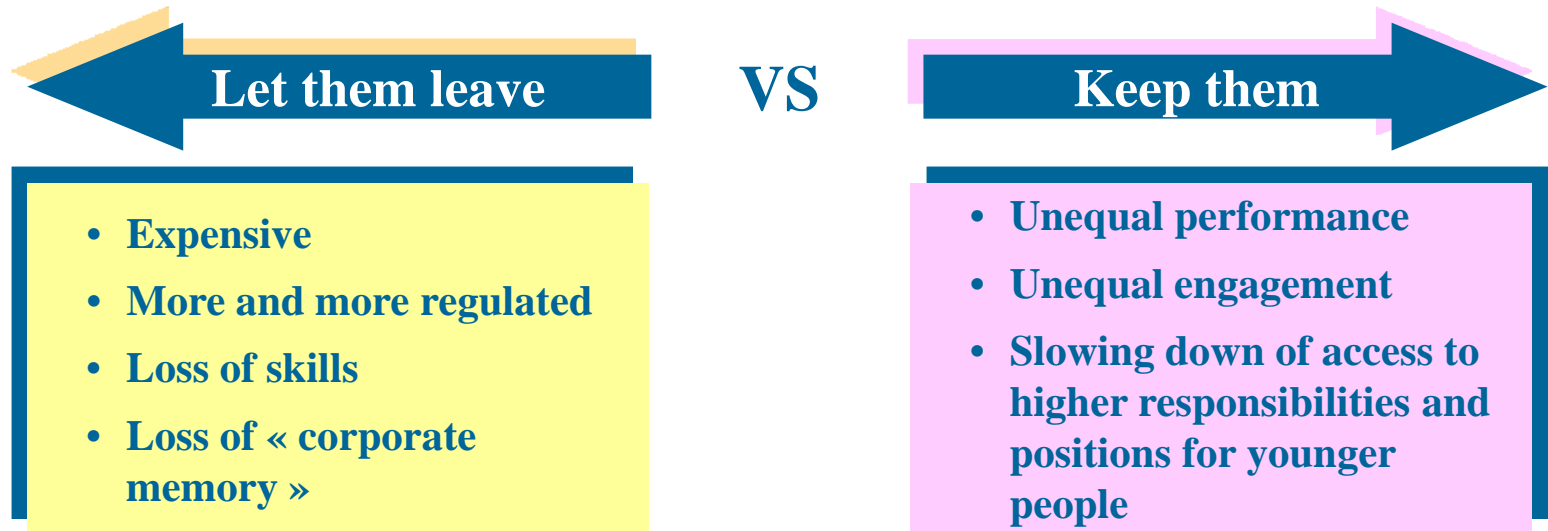 Let them leave
VS
Keep them
• Expensive
• More and more regulated
• Loss of skills
• Loss of « corporate
memory »
• Unequal performance
• Unequal engagement
• Slowing down of access to
higher responsibilities and
positions for younger
people